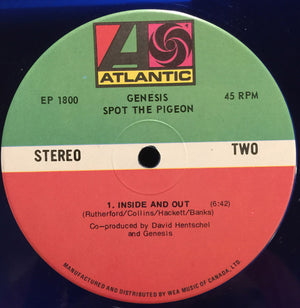 ATLANTIC
EP 1800 GENESIS 45 RPM
SPOT THE PIGEON
STEREO TWO
1. INSIDE AND OUT (6:42)
(Rutherford/Collins/Hackett/Banks)
Co-produced by David Hentschel
and Genesis
MANUFACTURED AND DISTRIBUTED BY WEA MUSIC OF CANADA, LTD.